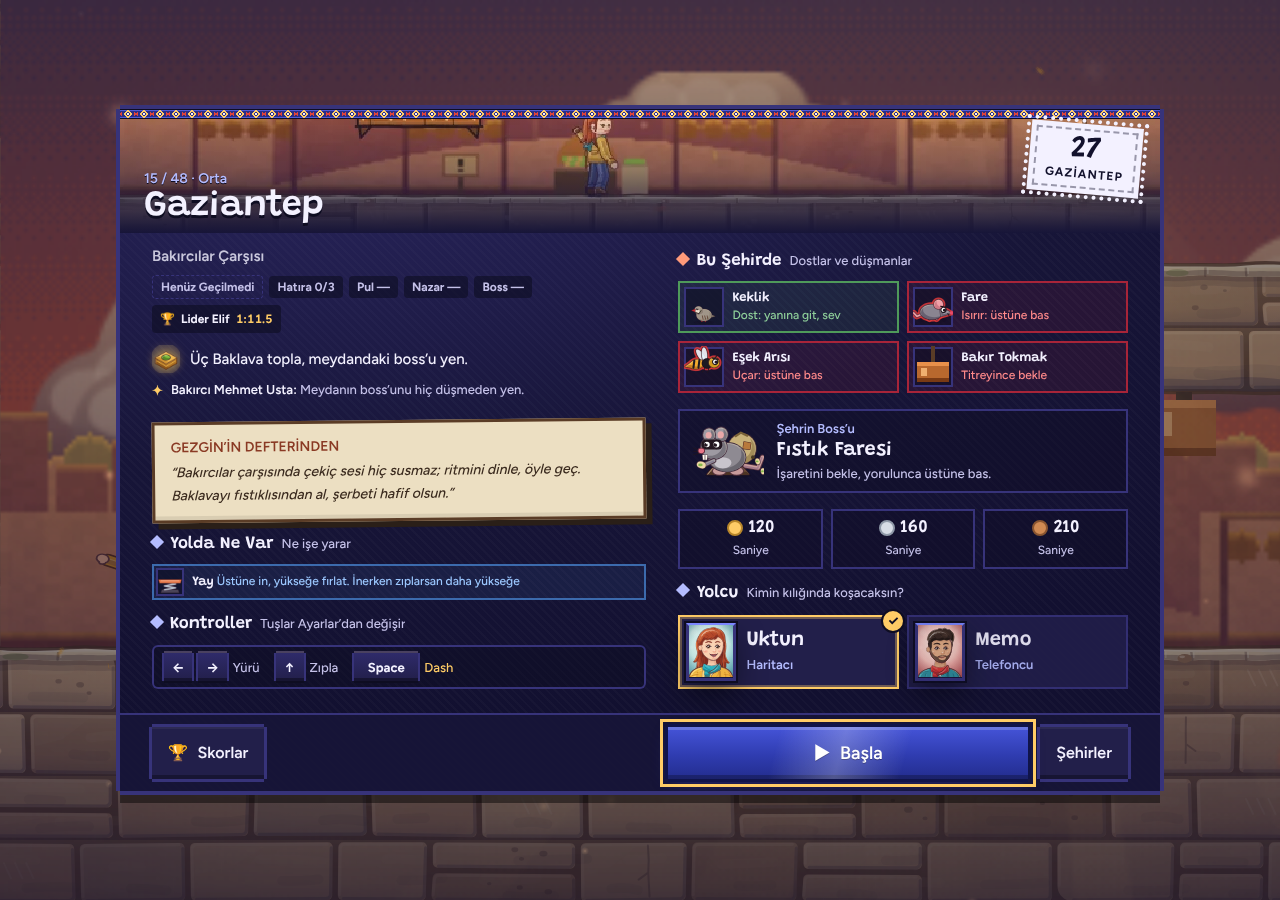 15 / 48 · Orta
Gaziantep
27
GAZİANTEP
Bakırcılar Çarşısı
Henüz Geçilmedi
Hatıra 0/3
Pul —
Nazar —
Boss —
Lider Elif 1:11.5
Üç Baklava topla, meydandaki boss’u yen.
Bakırcı Mehmet Usta: Meydanın boss’unu hiç düşmeden yen.
GEZGİN’İN DEFTERİNDEN
“Bakırcılar çarşısında çekiç sesi hiç susmaz; ritmini dinle, öyle geç.
Baklavayı fıstıklısından al, şerbeti hafif olsun.”
Yolda Ne Var Ne işe yarar
Yay Üstüne in, yükseğe fırlat. İnerken zıplarsan daha yükseğe
Kontroller Tuşlar Ayarlar’dan değişir
← → Yürü ↑ Zıpla Space Dash
Bu Şehirde Dostlar ve düşmanlar
Keklik
Dost: yanına git, sev
Fare
Isırır: üstüne bas
Eşek Arısı
Uçar: üstüne bas
Bakır Tokmak
Titreyince bekle
Şehrin Boss’u
Fıstık Faresi
İşaretini bekle, yorulunca üstüne bas.
120
Saniye
160
Saniye
210
Saniye
Yolcu Kimin kılığında koşacaksın?
Uktun
Haritacı
Memo
Telefoncu
Skorlar
Başla
Şehirler